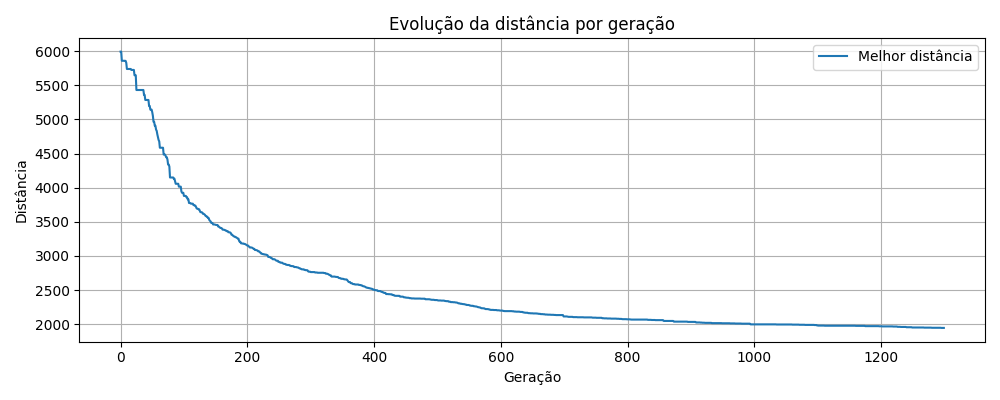 Evolução da distância por geração
Melhor distância
Distância
6000
5500
5000
4500
4000
3500
3000
2500
2000
0 200 400 600 800 1000 1200
Geração